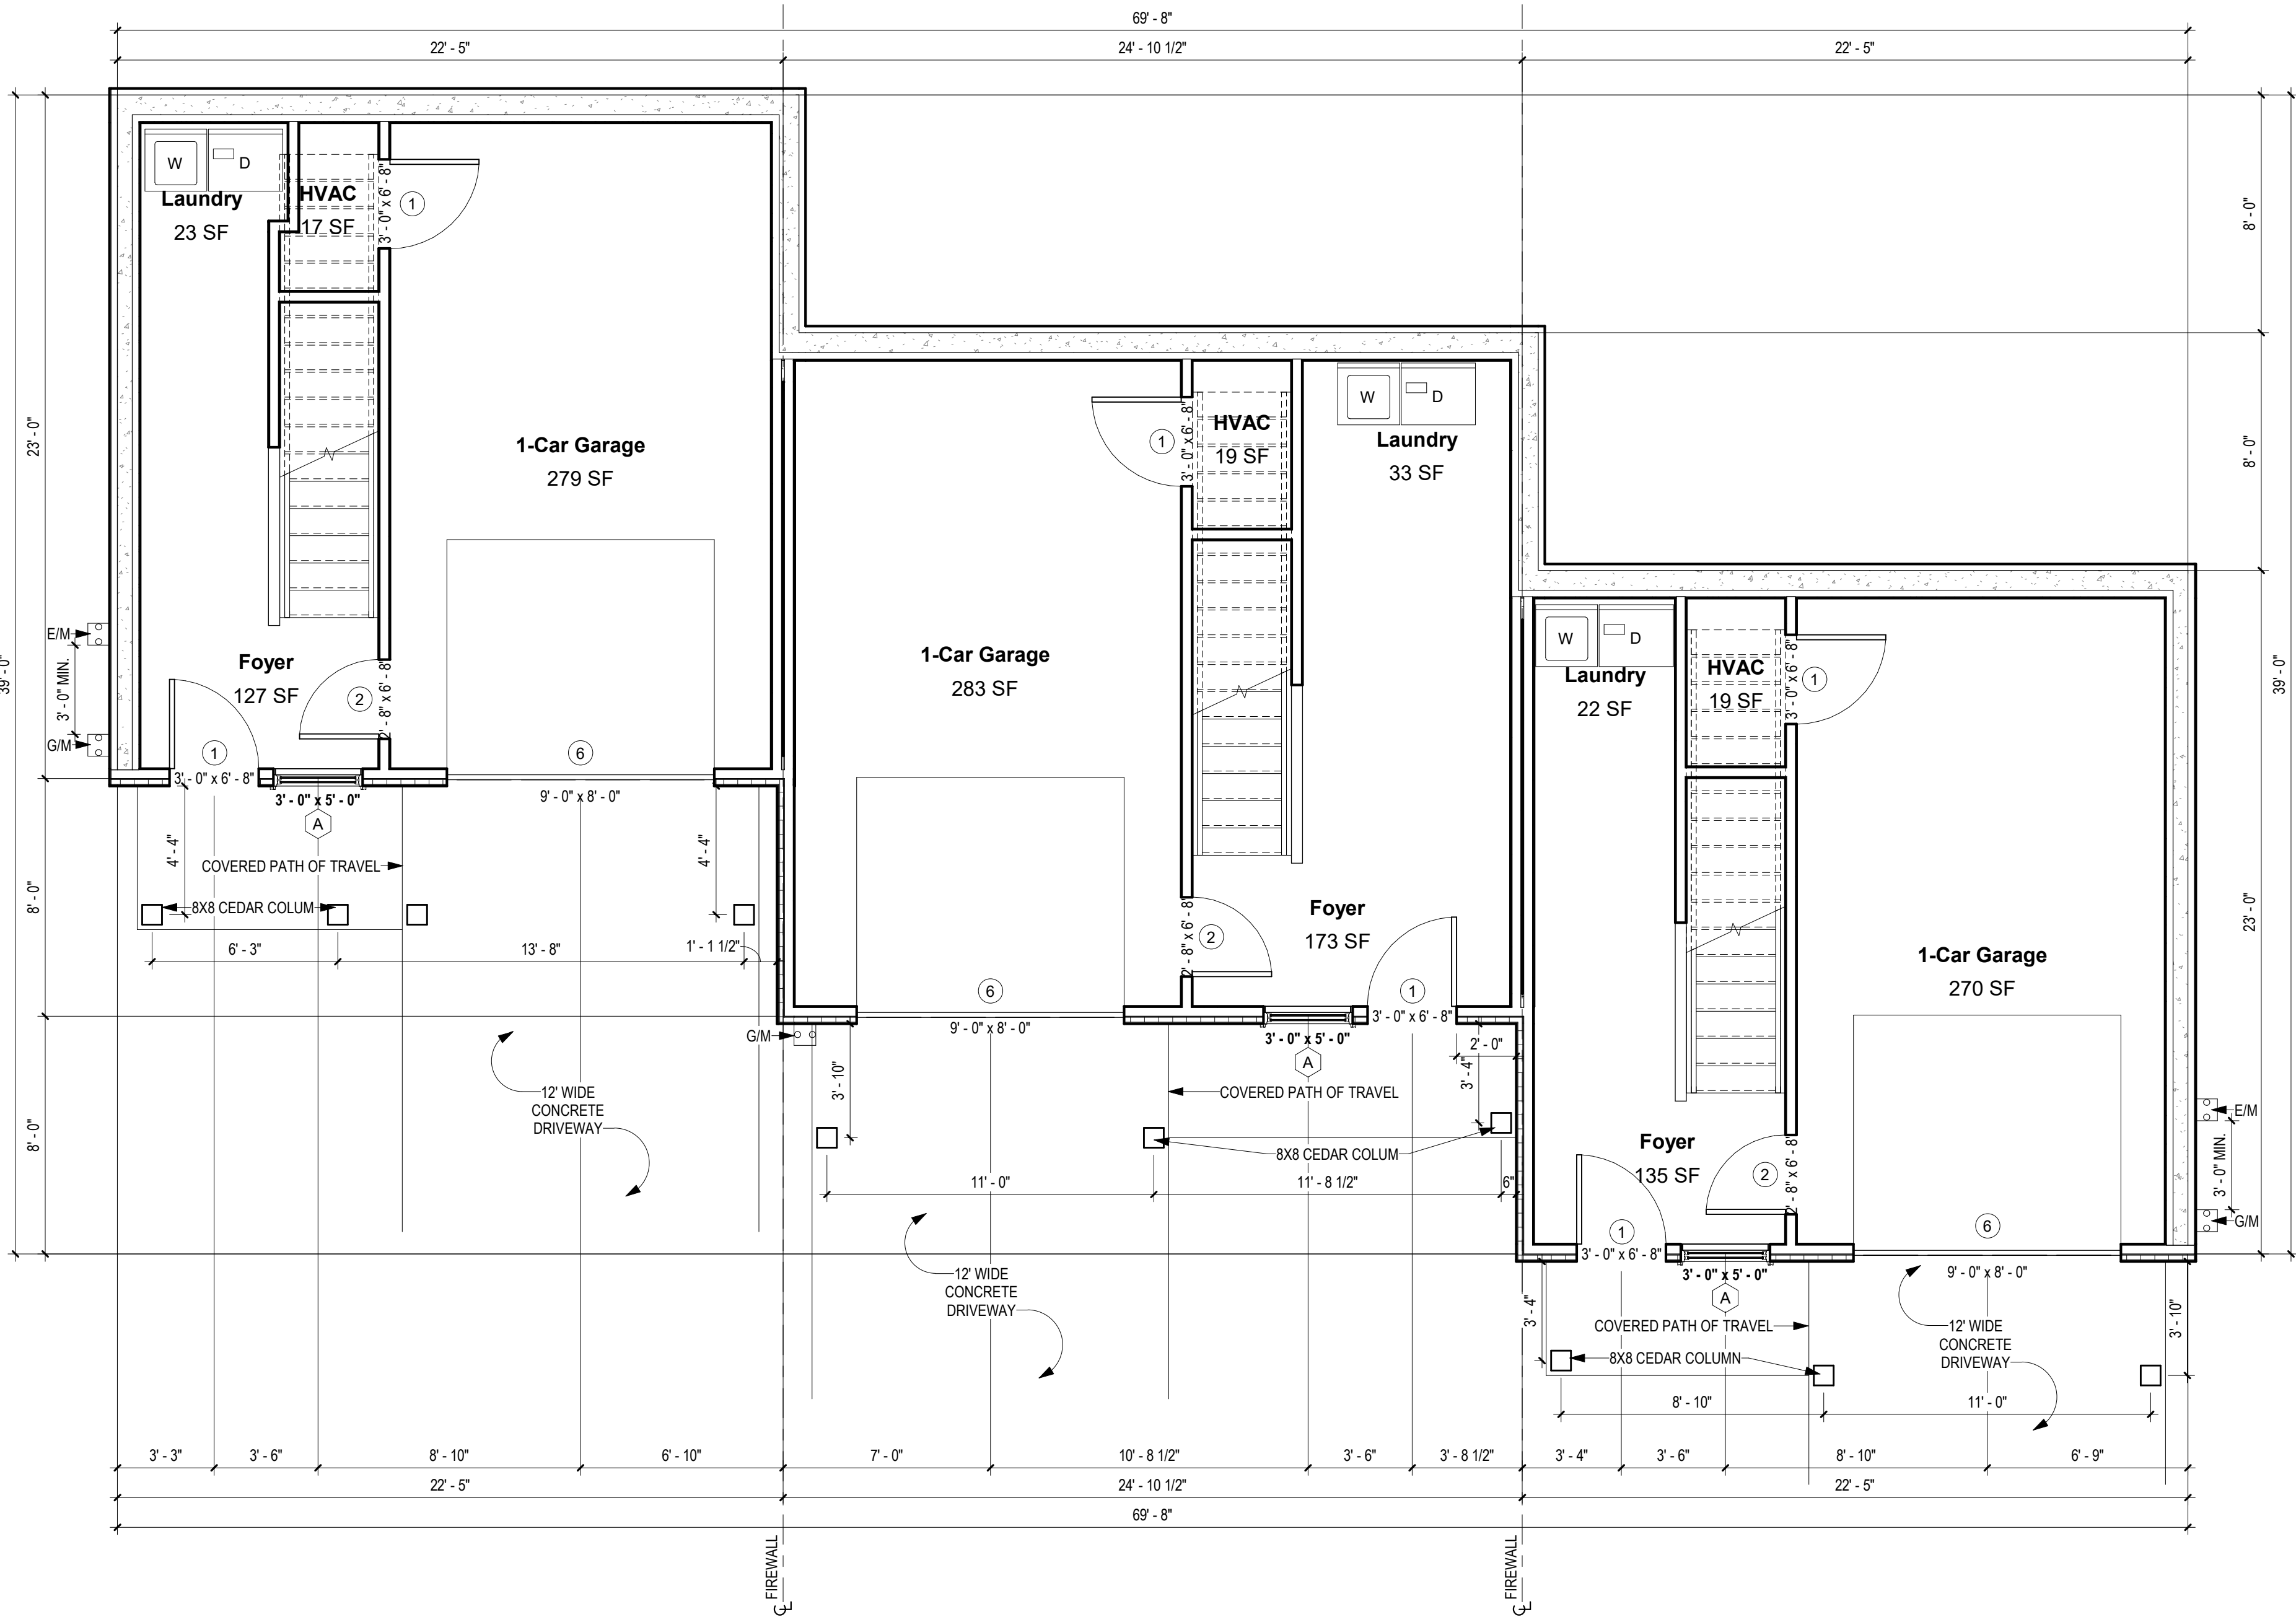 69' - 8"
22' - 5"
24' - 10 1/2"
22' - 5"
W
D
Laundry
23 SF
HVAC
17 SF
3' - 0" x 6' - 8"
1
8' - 0"
23' - 0"
39' - 0"
1-Car Garage
279 SF
3' - 0" x 6' - 8"
1
HVAC
19 SF
W
D
Laundry
33 SF
8' - 0"
E/M
3' - 0" MIN.
G/M
Foyer
127 SF
2
2' - 8" x 6' - 8"
1
3' - 0" x 6' - 8"
3' - 0" x 5' - 0"
A
6
9' - 0" x 8' - 0"
1-Car Garage
283 SF
W
D
Laundry
22 SF
HVAC
19 SF
3' - 0" x 6' - 8"
1
39' - 0"
8' - 0"
4' - 4"
COVERED PATH OF TRAVEL
8X8 CEDAR COLUM
4' - 4"
6' - 3"
13' - 8"
1' - 1 1/2"
2' - 8" x 6' - 8"
2
Foyer
173 SF
6
9' - 0" x 8' - 0"
3' - 0" x 5' - 0"
A
1
3' - 0" x 6' - 8"
23' - 0"
1-Car Garage
270 SF
8' - 0"
12' WIDE
CONCRETE
DRIVEWAY
G/M
3' - 10"
COVERED PATH OF TRAVEL
2' - 0"
3' - 4"
8X8 CEDAR COLUM
11' - 0"
11' - 8 1/2"
6"
Foyer
135 SF
2
2' - 8" x 6' - 8"
E/M
3' - 0" MIN.
G/M
1
3' - 0" x 6' - 8"
3' - 0" x 5' - 0"
A
6
9' - 0" x 8' - 0"
12' WIDE
CONCRETE
DRIVEWAY
3' - 4"
COVERED PATH OF TRAVEL
8X8 CEDAR COLUMN
12' WIDE
CONCRETE
DRIVEWAY
3' - 10"
8' - 10"
11' - 0"
3' - 3"
3' - 6"
8' - 10"
6' - 10"
7' - 0"
10' - 8 1/2"
3' - 6"
3' - 8 1/2"
3' - 4"
3' - 6"
8' - 10"
6' - 9"
22' - 5"
24' - 10 1/2"
22' - 5"
69' - 8"
FIREWALL
CL
FIREWALL
CL